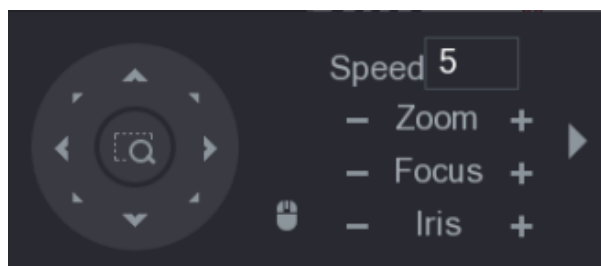 Speed 5
− Zoom +
− Focus +
− Iris +